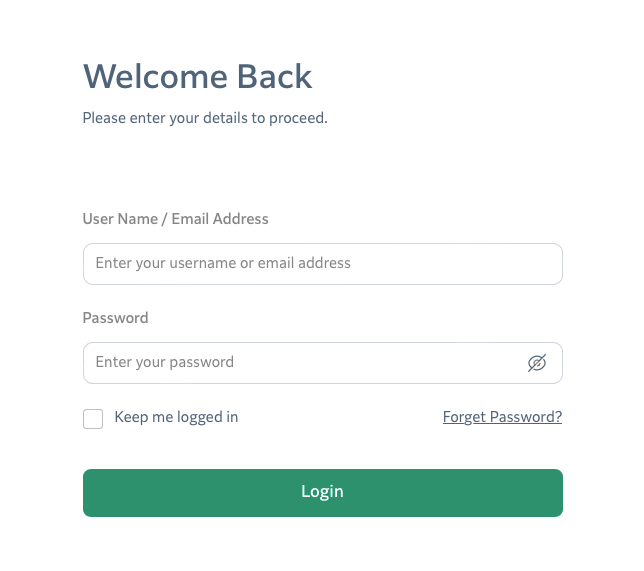 Welcome Back
Please enter your details to proceed.
User Name / Email Address
Enter your username or email address
Password
Enter your password
Keep me logged in
Forget Password?
Login